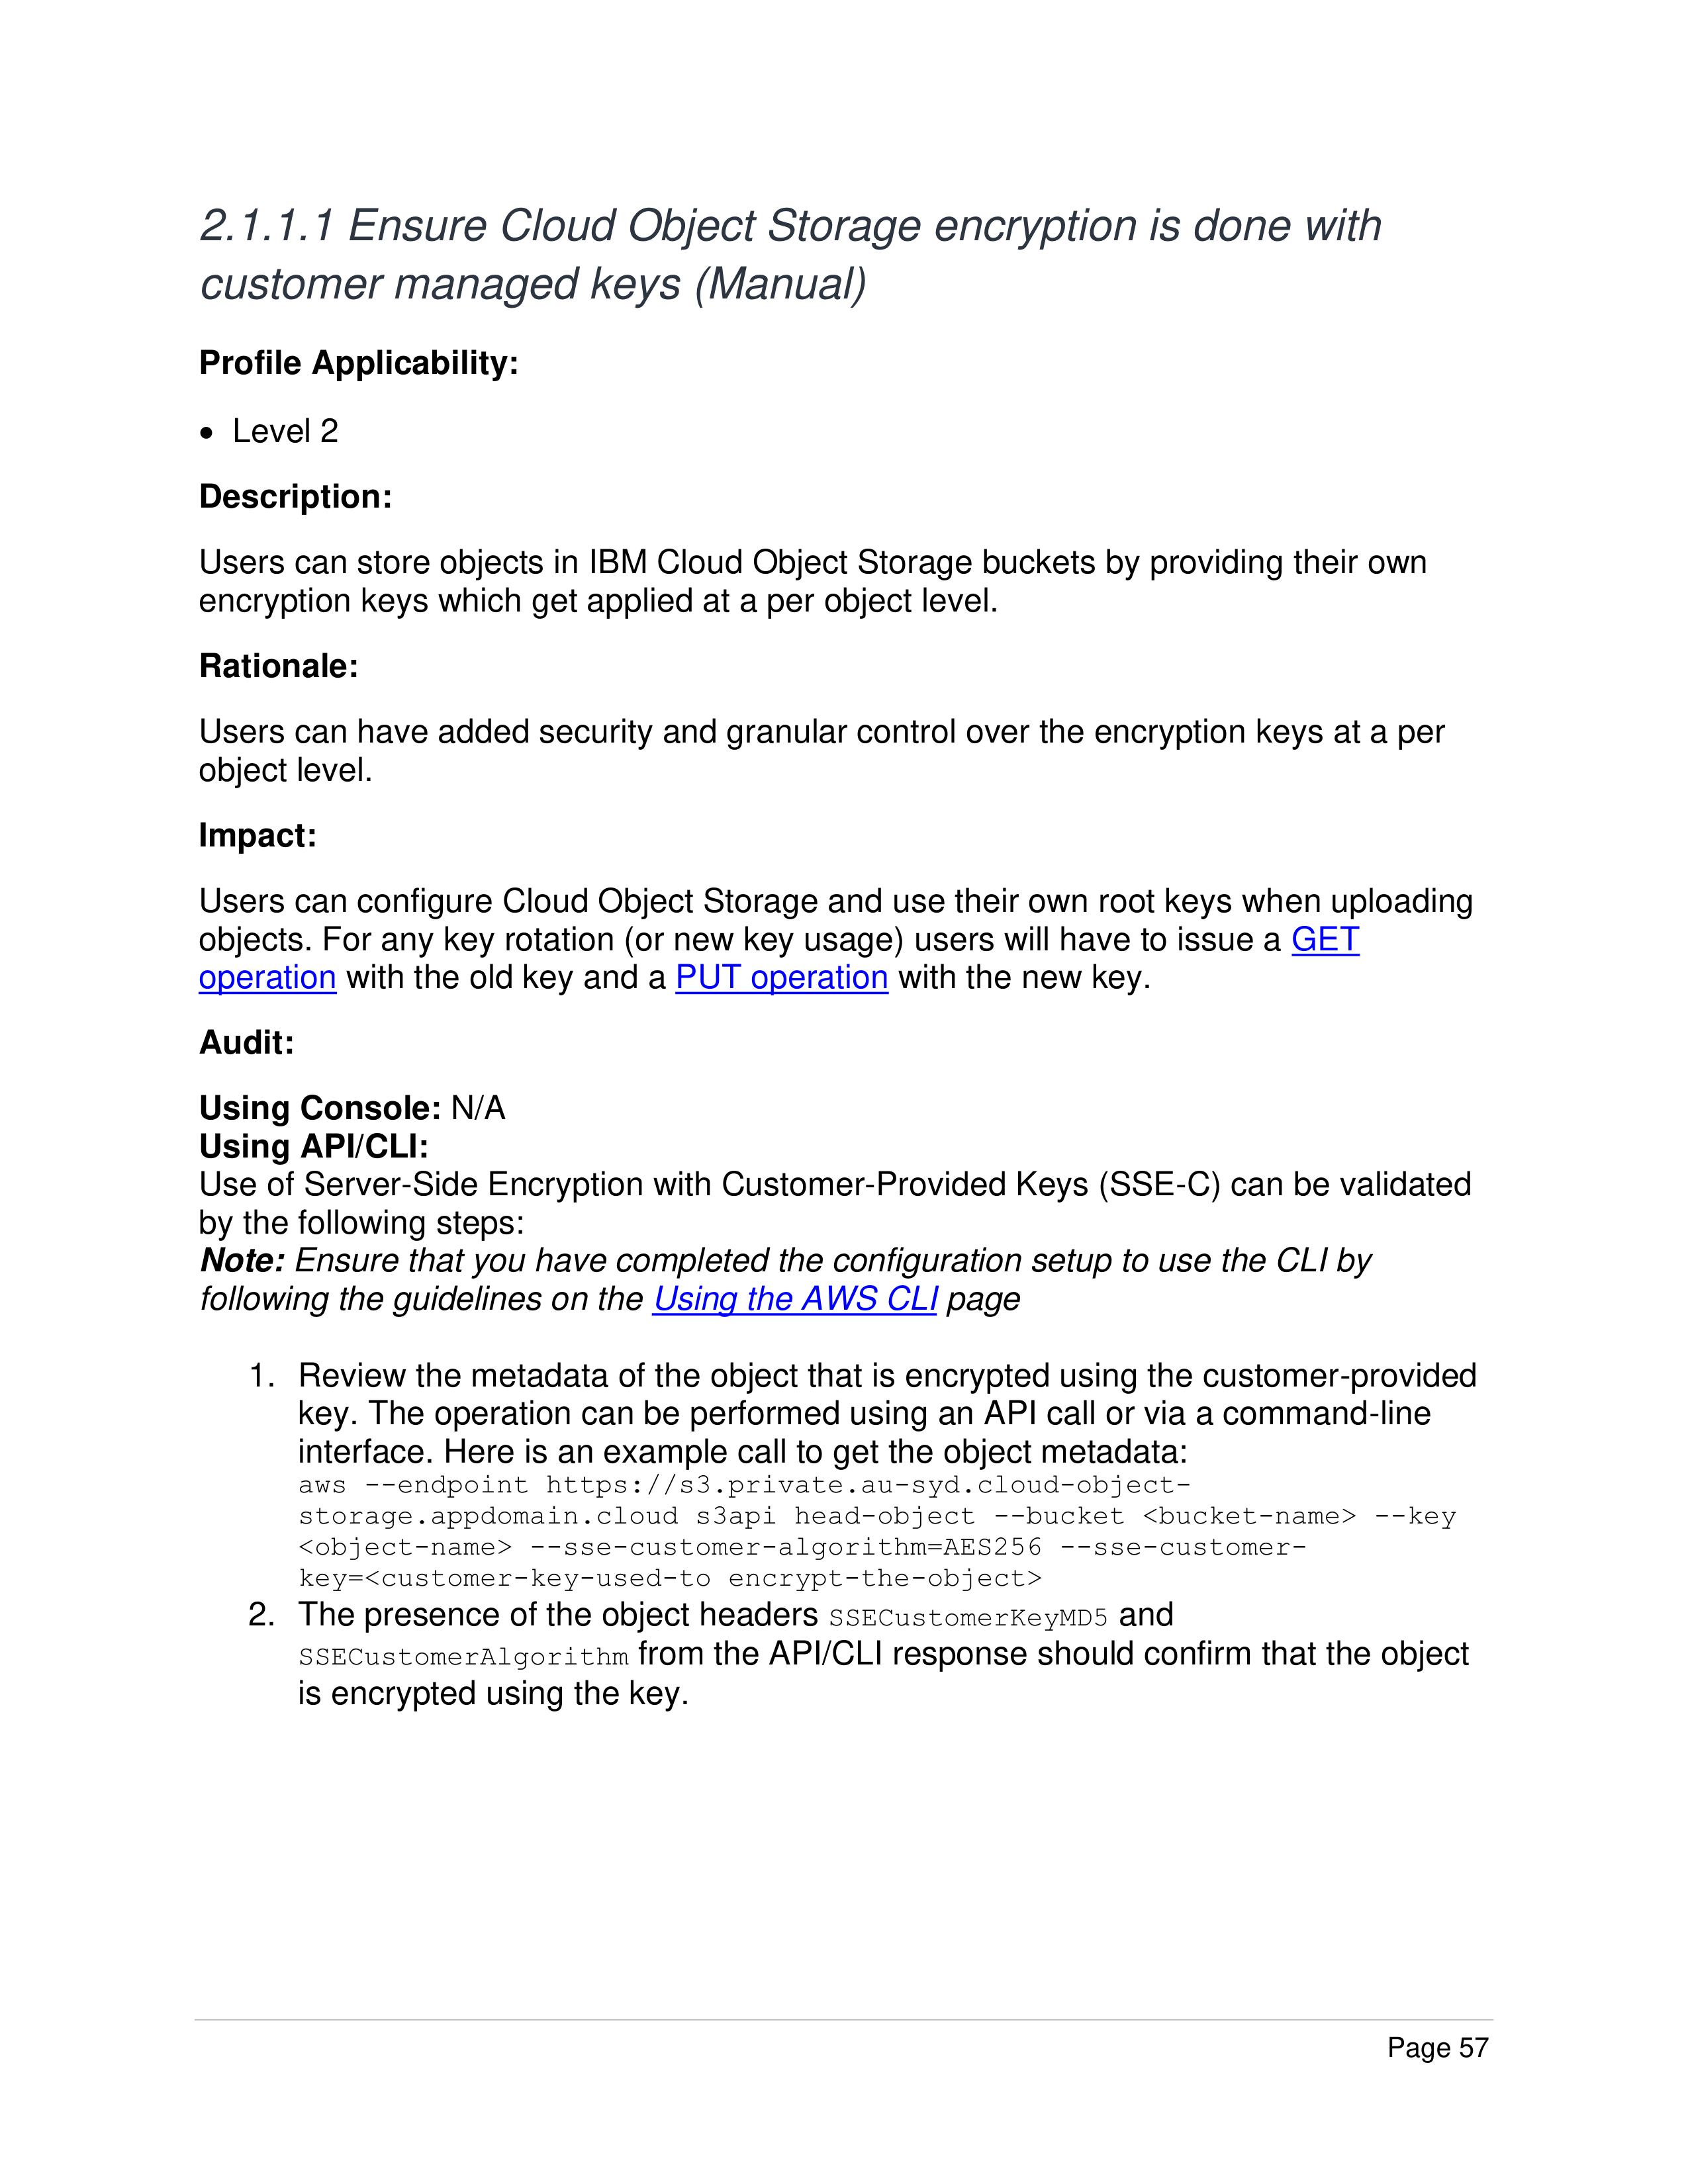 2.1.1.1 Ensure Cloud Object Storage encryption is done with
customer managed keys (Manual)
Profile Applicability:
• Level 2
Description:
Users can store objects in IBM Cloud Object Storage buckets by providing their own
encryption keys which get applied at a per object level.
Rationale:
Users can have added security and granular control over the encryption keys at a per
object level.
Impact:
Users can configure Cloud Object Storage and use their own root keys when uploading
objects. For any key rotation (or new key usage) users will have to issue a GET
operation with the old key and a PUT operation with the new key.
Audit:
Using Console: N/A
Using API/CLI:
Use of Server-Side Encryption with Customer-Provided Keys (SSE-C) can be validated
by the following steps:
Note: Ensure that you have completed the configuration setup to use the CLI by
following the guidelines on the Using the AWS CLI page
1. Review the metadata of the object that is encrypted using the customer-provided
key. The operation can be performed using an API call or via a command-line
interface. Here is an example call to get the object metadata:
aws --endpoint https://s3.private.au-syd.cloud-object-
storage.appdomain.cloud s3api head-object --bucket <bucket-name> --key
<object-name> --sse-customer-algorithm=AES256 --sse-customer-
key=<customer-key-used-to encrypt-the-object>
2. The presence of the object headers SSECustomerKeyMD5 and
SSECustomerAlgorithm from the API/CLI response should confirm that the object
is encrypted using the key.
Page 57